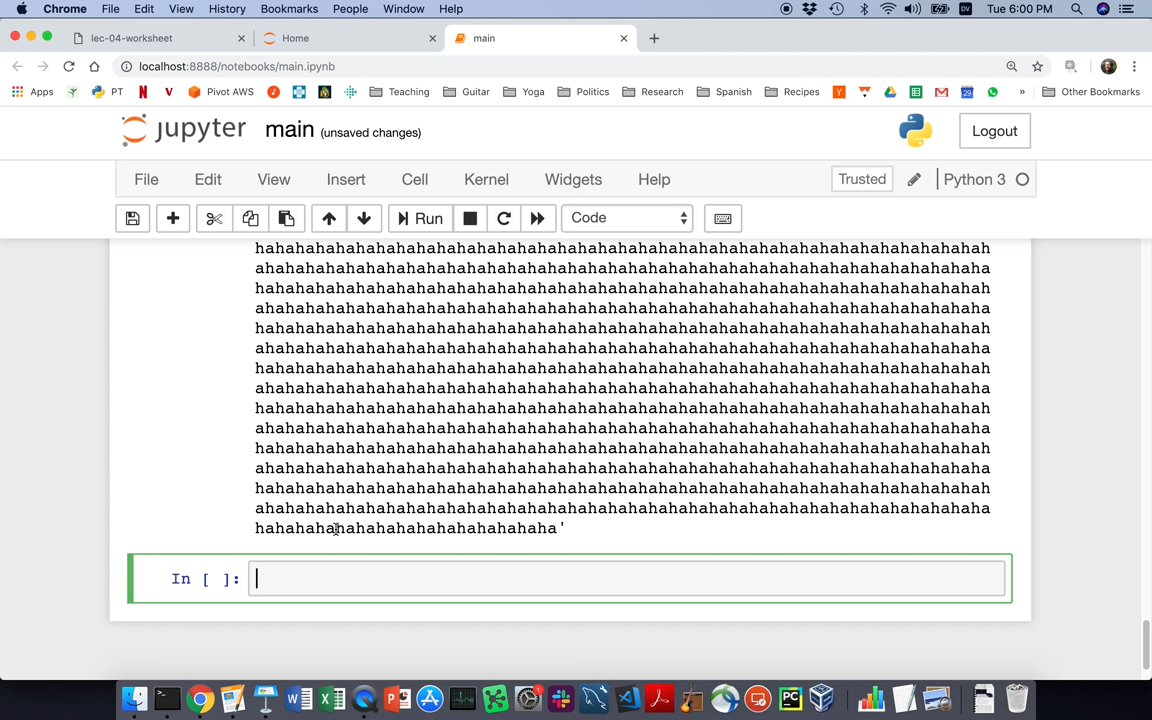 Chrome File Edit View History Bookmarks People Window Help DV Tue 6:00 PM
lec-04-worksheet Home main
localhost:8888/notebooks/main.ipynb
Apps PT Pivot AWS Teaching Guitar Yoga Politics Research Spanish Recipes » Other Bookmarks
jupyter main (unsaved changes) Logout
File Edit View Insert Cell Kernel Widgets Help Trusted Python 3
Run Code
hahahahahahahahahahahahahahahahahahahahahahahahahahahahahahahahahahahahah
ahahahahahahahahahahahahahahahahahahahahahahahahahahahahahahahahahahahaha
hahahahahahahahahahahahahahahahahahahahahahahahahahahahahahahahahahahahah
ahahahahahahahahahahahahahahahahahahahahahahahahahahahahahahahahahahahaha
hahahahahahahahahahahahahahahahahahahahahahahahahahahahahahahahahahahahah
ahahahahahahahahahahahahahahahahahahahahahahahahahahahahahahahahahahahaha
hahahahahahahahahahahahahahahahahahahahahahahahahahahahahahahahahahahahah
ahahahahahahahahahahahahahahahahahahahahahahahahahahahahahahahahahahahaha
hahahahahahahahahahahahahahahahahahahahahahahahahahahahahahahahahahahahah
ahahahahahahahahahahahahahahahahahahahahahahahahahahahahahahahahahahahaha
hahahahahahahahahahahahahahahahahahahahahahahahahahahahahahahahahahahahah
ahahahahahahahahahahahahahahahahahahahahahahahahahahahahahahahahahahahaha
hahahahahahahahahahahahahahahahahahahahahahahahahahahahahahahahahahahahah
ahahahahahahahahahahahahahahahahahahahahahahahahahahahahahahahahahahahaha
hahahahahahahahahahahahahahaha'
In [ ]: